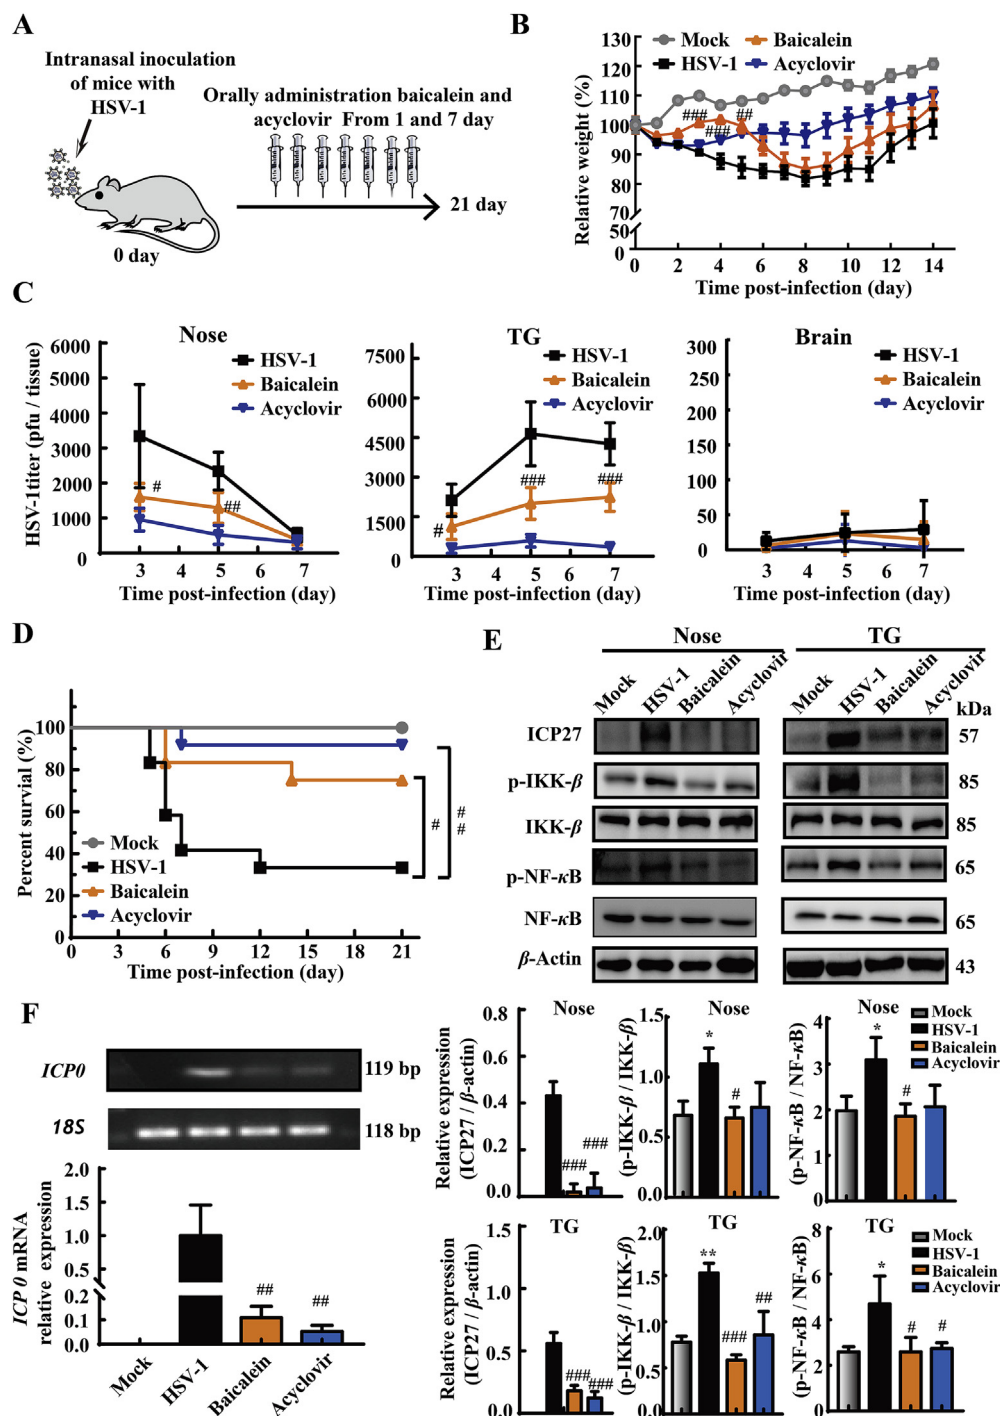 A
Intranasal inoculation
of mice with
HSV-1
Orally administration baicalein and
acyclovir From 1 and 7 day
0 day
21 day
B
Mock
Baicalein
HSV-1
Acyclovir
Relative weight (%)
130
120
110
100
90
80
70
50
0
###
###
##
0 2 4 6 8 10 12 14
Time post-infection (day)
C
Nose
HSV-1
Baicalein
Acyclovir
HSV-1titer (pfu / tissue)
6000
5000
4000
3000
2000
1000
0
#
##
3 4 5 6 7
Time post-infection (day)
TG
HSV-1
Baicalein
Acyclovir
7500
6000
4500
3000
1500
0
#
###
###
3 4 5 6 7
Time post-infection (day)
Brain
HSV-1
Baicalein
Acyclovir
300
250
200
150
100
50
0
3 4 5 6 7
Time post-infection (day)
D
Percent survial (%)
100
80
60
40
20
0
Mock
HSV-1
Baicalein
Acyclovir
#
##
0 3 6 9 12 15 18 21
Time post-infection (day)
E
Nose
TG
Mock
HSV-1
Baicalein
Acyclovir
Mock
HSV-1
Baicalein
Acyclovir
kDa
ICP27
57
p-IKK-β
85
IKK-β
85
p-NF-κB
65
NF-κB
65
β-Actin
43
Nose
Relative expression
(ICP27 / β-actin)
0.8
0.6
0.4
0.2
0.0
###
###
Nose
(p-IKK-β / IKK-β)
1.5
1.0
0.5
0.0
*
#
Nose
(p-NF-κB / NF-κB)
4
3
2
1
0
*
#
Mock
HSV-1
Baicalein
Acyclovir
TG
Relative expression
(ICP27 / β-actin)
1.5
1.0
0.5
0.0
###
###
TG
(p-IKK-β / IKK-β)
2.0
1.5
1.0
0.5
0.0
**
###
##
TG
(p-NF-κB / NF-κB)
8
6
4
2
0
*
#
#
Mock
HSV-1
Baicalein
Acyclovir
F
ICP0
119 bp
18S
118 bp
ICP 0 mRNA
relative expression
2.0
1.5
1.0
0.5
0.2
0.1
0.0
##
##
Mock
HSV-1
Baicalein
Acyclovir